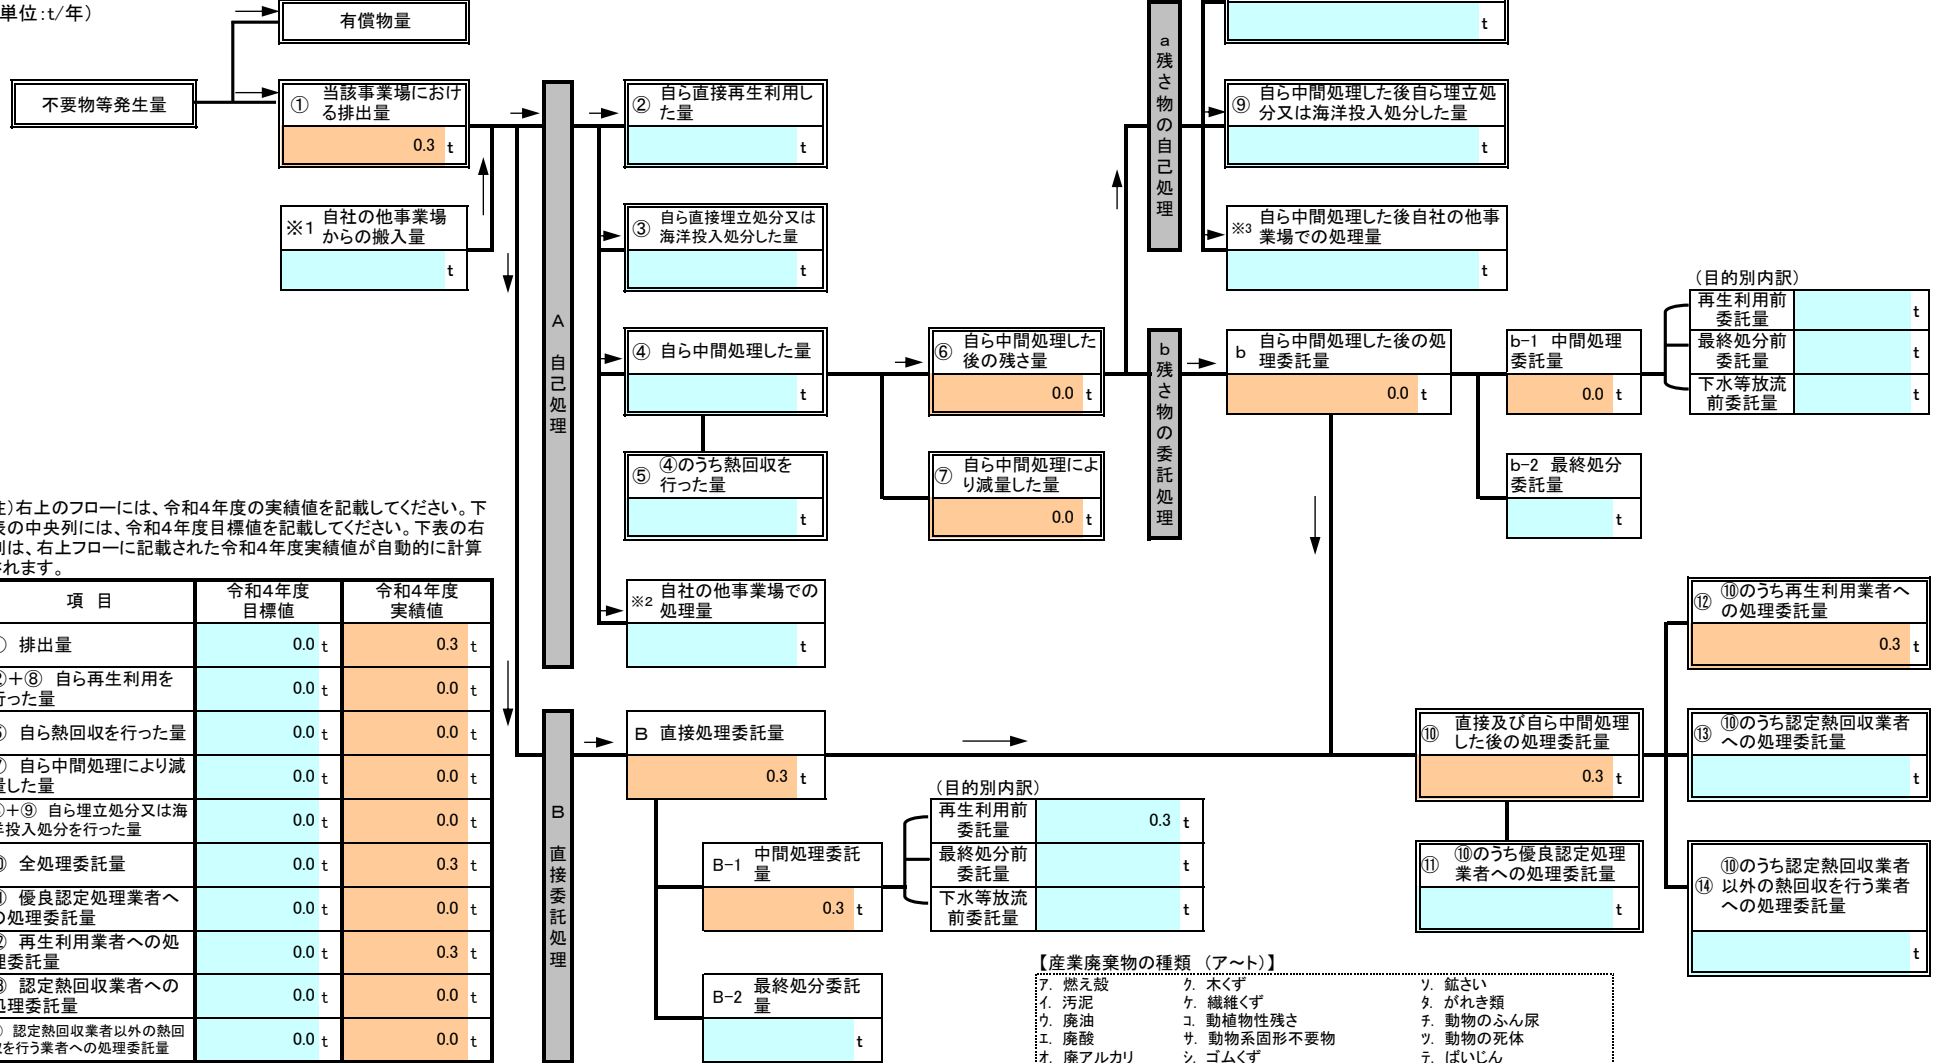 単位:t/年)
有償物量
不要物等発生量
① 当該事業場におけ
る排出量
0.3 t
※1 自社の他事業場
からの搬入量
t
A 自己処理
② 自ら直接再生利用し
た量
t
③ 自ら直接埋立処分又は
海洋投入処分した量
t
④ 自ら中間処理した量
t
⑤ ④のうち熱回収を
行った量
t
※2 自社の他事業場での
処理量
t
⑥ 自ら中間処理した
後の残さ量
0.0 t
⑦ 自ら中間処理によ
り減量した量
0.0 t
a 残さ物の自己処理
t
⑨ 自ら中間処理した後自ら埋立処
分又は海洋投入処分した量
t
※3 自ら中間処理した後自社の他事
業場での処理量
t
b 残さ物の委託処理
b 自ら中間処理した後の処
理委託量
0.0 t
b-1 中間処理
委託量
0.0 t
(目的別内訳)
再生利用前
委託量
t
最終処分前
委託量
t
下水等放流
前委託量
t
b-2 最終処分
委託量
t
注)右上のフローには、令和4年度の実績値を記載してください。下
表の中央列には、令和4年度目標値を記載してください。下表の右
列は、右上フローに記載された令和4年度実績値が自動的に計算
されます。
項 目 令和4年度
目標値 令和4年度
実績値
排出量 0.0 t 0.3 t
②+⑧ 自ら再生利用を
行った量 0.0 t 0.0 t
自ら熱回収を行った量 0.0 t 0.0 t
⑦ 自ら中間処理により減
量した量 0.0 t 0.0 t
+⑨ 自ら埋立処分又は海
洋投入処分を行った量 0.0 t 0.0 t
全処理委託量 0.0 t 0.3 t
優良認定処理業者へ
の処理委託量 0.0 t 0.0 t
再生利用業者への処
理委託量 0.0 t 0.3 t
認定熱回収業者への
処理委託量 0.0 t 0.0 t
認定熱回収業者以外の熱回
収を行う業者への処理委託量 0.0 t 0.0 t
B 直接委託処理
B 直接処理委託量
0.3 t
B-1 中間処理委託
量
0.3 t
B-2 最終処分委託
量
t
(目的別内訳)
再生利用前
委託量
0.3 t
最終処分前
委託量
t
下水等放流
前委託量
t
⑩ 直接及び自ら中間処理
した後の処理委託量
0.3 t
⑪ ⑩のうち優良認定処理
業者への処理委託量
t
⑫ ⑩のうち再生利用業者へ
の処理委託量
0.3 t
⑬ ⑩のうち認定熱回収業者
への処理委託量
t
⑭ ⑩のうち認定熱回収業者
以外の熱回収を行う業者
への処理委託量
t
【産業廃棄物の種類 (ア~ト)】
ア. 燃え殻 ク. 木くず ソ. 鉱さい
イ. 汚泥 ケ. 繊維くず タ. がれき類
ウ. 廃油 コ. 動植物性残さ チ. 動物のふん尿
エ. 廃酸 サ. 動物系固形不要物 ツ. 動物の死体
オ. 廃アルカリ シ. ゴムくず テ. ばいじん